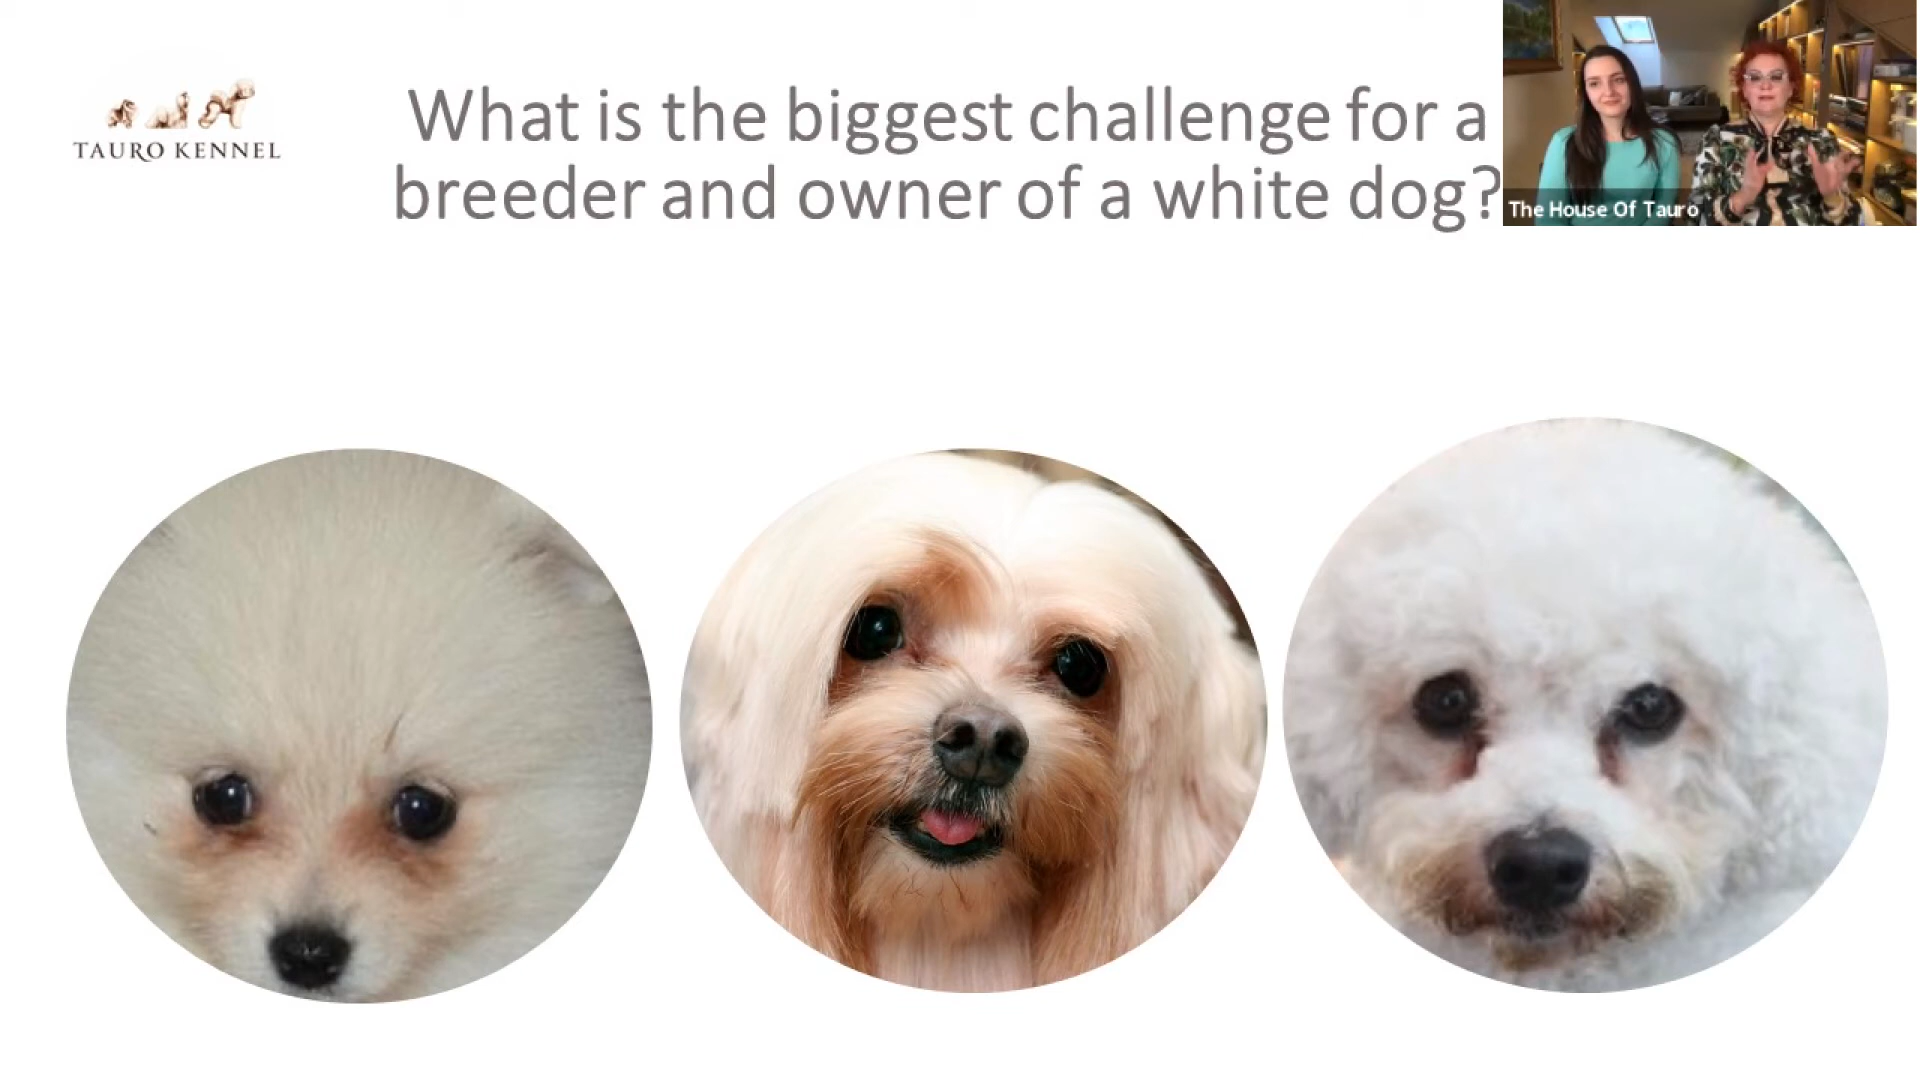 TAURO KENNEL
What is the biggest challenge for a
breeder and owner of a white dog?
The House Of Tauro